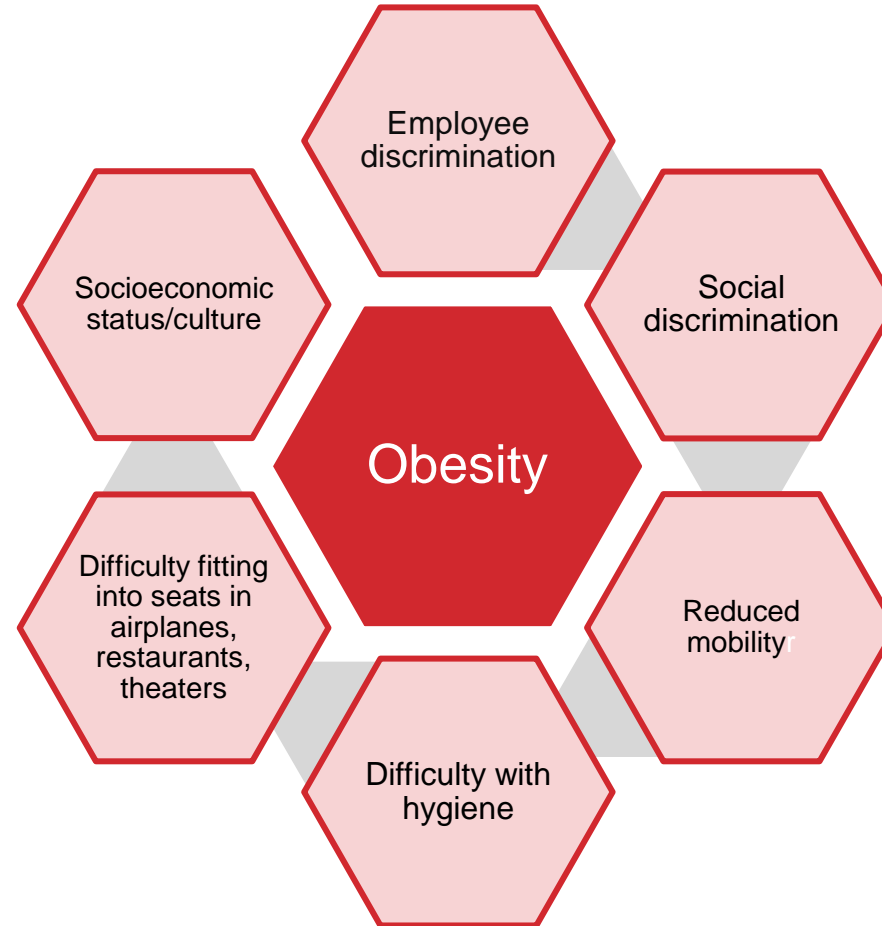 Employee
discrimination
Social
discrimination
Reduced
mobilityr
Difficulty with
hygiene
Difficulty fitting
into seats in
airplanes,
restaurants,
theaters
Socioeconomic
status/culture
Obesity